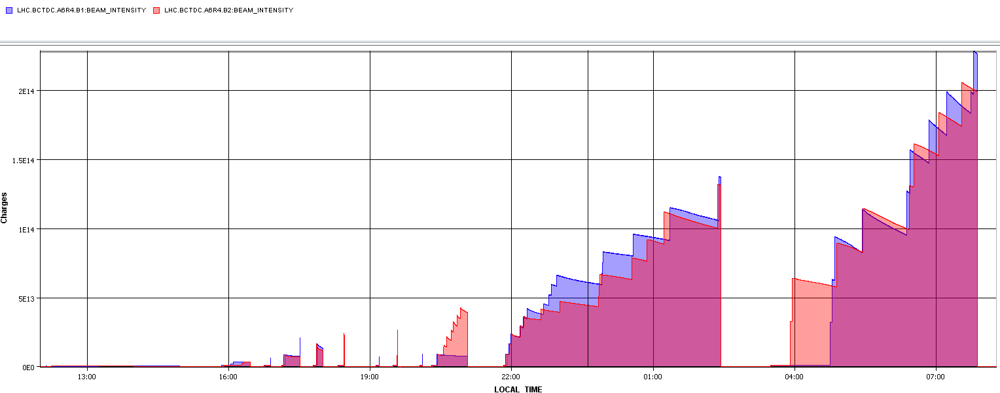 LHC.BCTDC.A6R4.B1:BEAM_INTENSITY LHC.BCTDC.A6R4.B2:BEAM_INTENSITY
2E14
1.5E14
1E14
5E13
0E0
Charges
13:00 16:00 19:00 22:00 01:00 04:00 07:00
LOCAL TIME